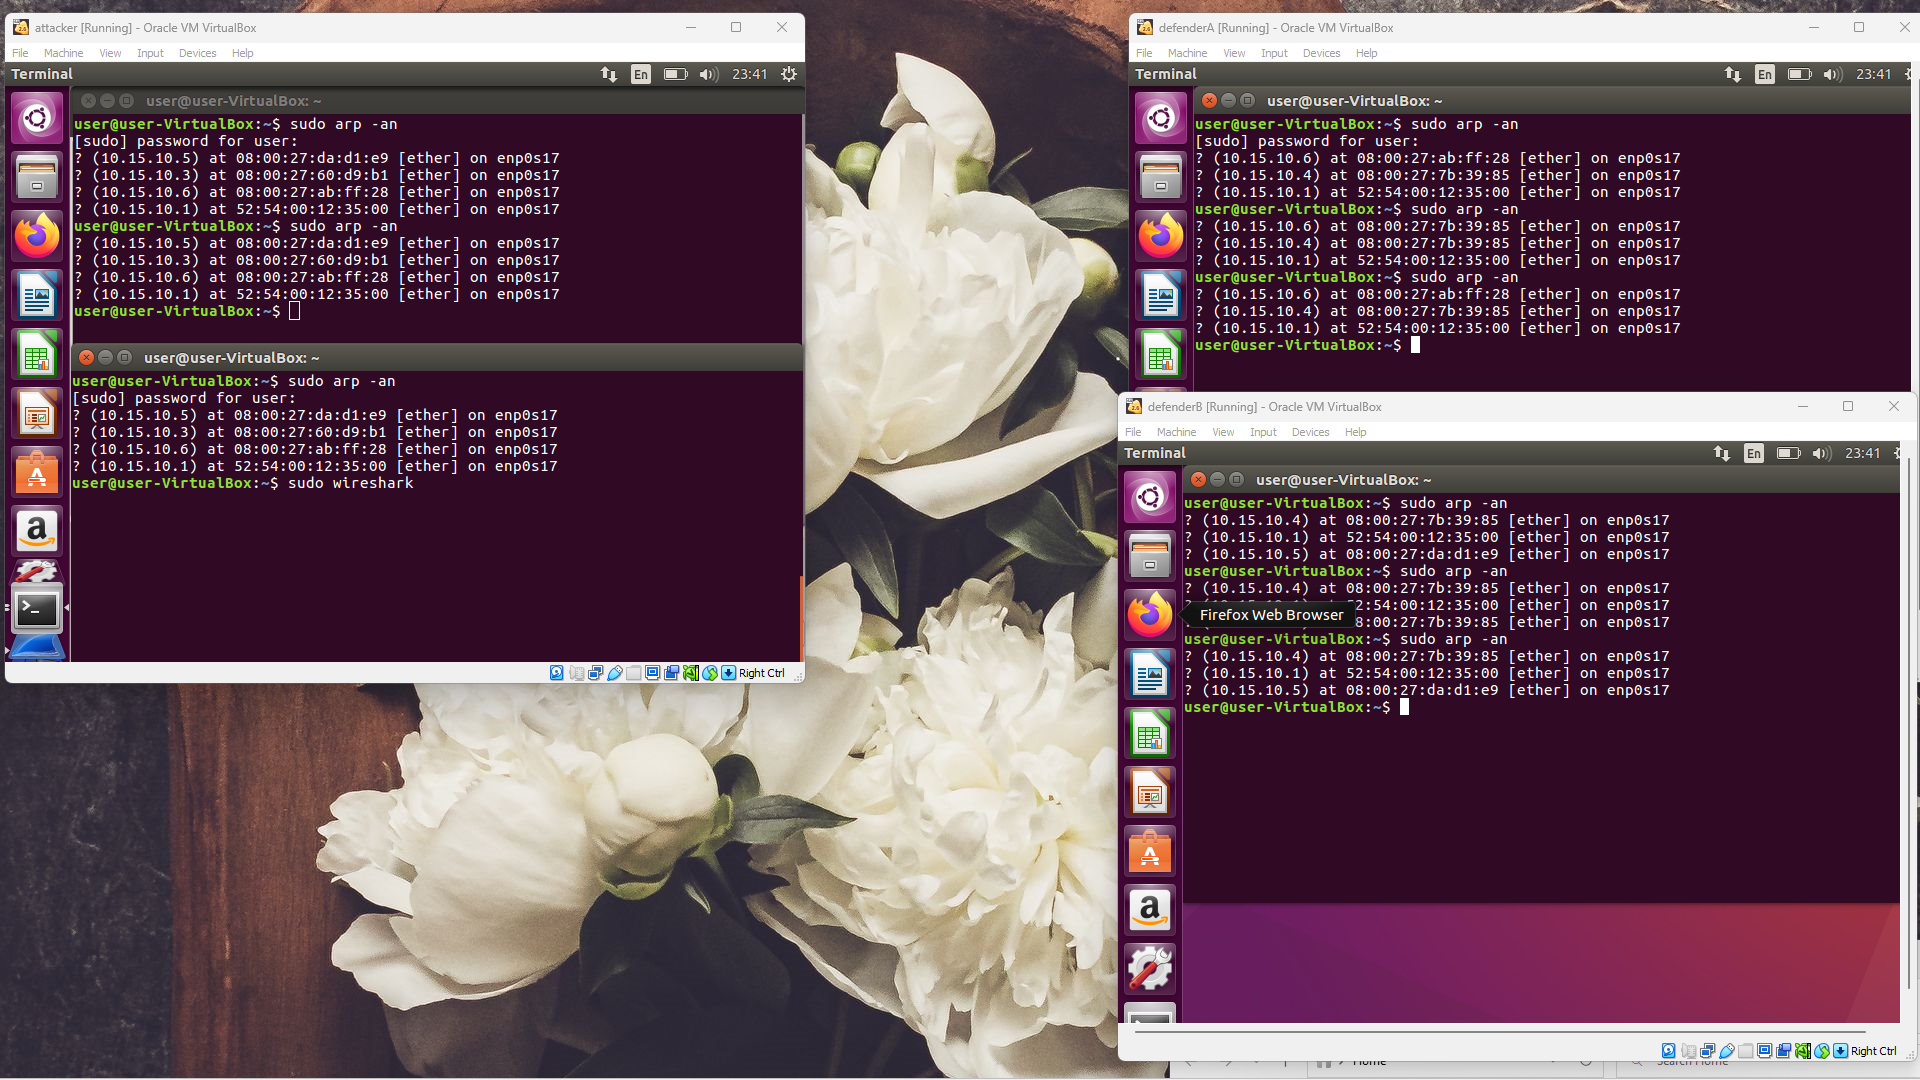 attacker [Running] - Oracle VM VirtualBox
File Machine View Input Devices Help
Terminal
En
23:41
user@user-VirtualBox: ~
user@user-VirtualBox:~$ sudo arp -an
[sudo] password for user:
? (10.15.10.5) at 08:00:27:da:d1:e9 [ether] on enp0s17
? (10.15.10.3) at 08:00:27:60:d9:b1 [ether] on enp0s17
? (10.15.10.6) at 08:00:27:ab:ff:28 [ether] on enp0s17
? (10.15.10.1) at 52:54:00:12:35:00 [ether] on enp0s17
user@user-VirtualBox:~$ sudo arp -an
? (10.15.10.5) at 08:00:27:da:d1:e9 [ether] on enp0s17
? (10.15.10.3) at 08:00:27:60:d9:b1 [ether] on enp0s17
? (10.15.10.6) at 08:00:27:ab:ff:28 [ether] on enp0s17
? (10.15.10.1) at 52:54:00:12:35:00 [ether] on enp0s17
user@user-VirtualBox:~$
user@user-VirtualBox: ~
user@user-VirtualBox:~$ sudo arp -an
[sudo] password for user:
? (10.15.10.5) at 08:00:27:da:d1:e9 [ether] on enp0s17
? (10.15.10.3) at 08:00:27:60:d9:b1 [ether] on enp0s17
? (10.15.10.6) at 08:00:27:ab:ff:28 [ether] on enp0s17
? (10.15.10.1) at 52:54:00:12:35:00 [ether] on enp0s17
user@user-VirtualBox:~$ sudo wireshark
Right Ctrl
defenderA [Running] - Oracle VM VirtualBox
File Machine View Input Devices Help
Terminal
En
23:41
user@user-VirtualBox: ~
user@user-VirtualBox:~$ sudo arp -an
[sudo] password for user:
? (10.15.10.6) at 08:00:27:ab:ff:28 [ether] on enp0s17
? (10.15.10.4) at 08:00:27:7b:39:85 [ether] on enp0s17
? (10.15.10.1) at 52:54:00:12:35:00 [ether] on enp0s17
user@user-VirtualBox:~$ sudo arp -an
? (10.15.10.6) at 08:00:27:7b:39:85 [ether] on enp0s17
? (10.15.10.4) at 08:00:27:7b:39:85 [ether] on enp0s17
? (10.15.10.1) at 52:54:00:12:35:00 [ether] on enp0s17
user@user-VirtualBox:~$ sudo arp -an
? (10.15.10.6) at 08:00:27:ab:ff:28 [ether] on enp0s17
? (10.15.10.4) at 08:00:27:7b:39:85 [ether] on enp0s17
? (10.15.10.1) at 52:54:00:12:35:00 [ether] on enp0s17
user@user-VirtualBox:~$
defenderB [Running] - Oracle VM VirtualBox
File Machine View Input Devices Help
Terminal
En
23:41
user@user-VirtualBox: ~
user@user-VirtualBox:~$ sudo arp -an
? (10.15.10.4) at 08:00:27:7b:39:85 [ether] on enp0s17
? (10.15.10.1) at 52:54:00:12:35:00 [ether] on enp0s17
? (10.15.10.5) at 08:00:27:da:d1:e9 [ether] on enp0s17
user@user-VirtualBox:~$ sudo arp -an
? (10.15.10.4) at 08:00:27:7b:39:85 [ether] on enp0s17
52:54:00:12:35:00 [ether] on enp0s17
Firefox Web Browser
08:00:27:7b:39:85 [ether] on enp0s17
user@user-VirtualBox:~$ sudo arp -an
? (10.15.10.4) at 08:00:27:7b:39:85 [ether] on enp0s17
? (10.15.10.1) at 52:54:00:12:35:00 [ether] on enp0s17
? (10.15.10.5) at 08:00:27:da:d1:e9 [ether] on enp0s17
user@user-VirtualBox:~$
Right Ctrl
Home
Search Home